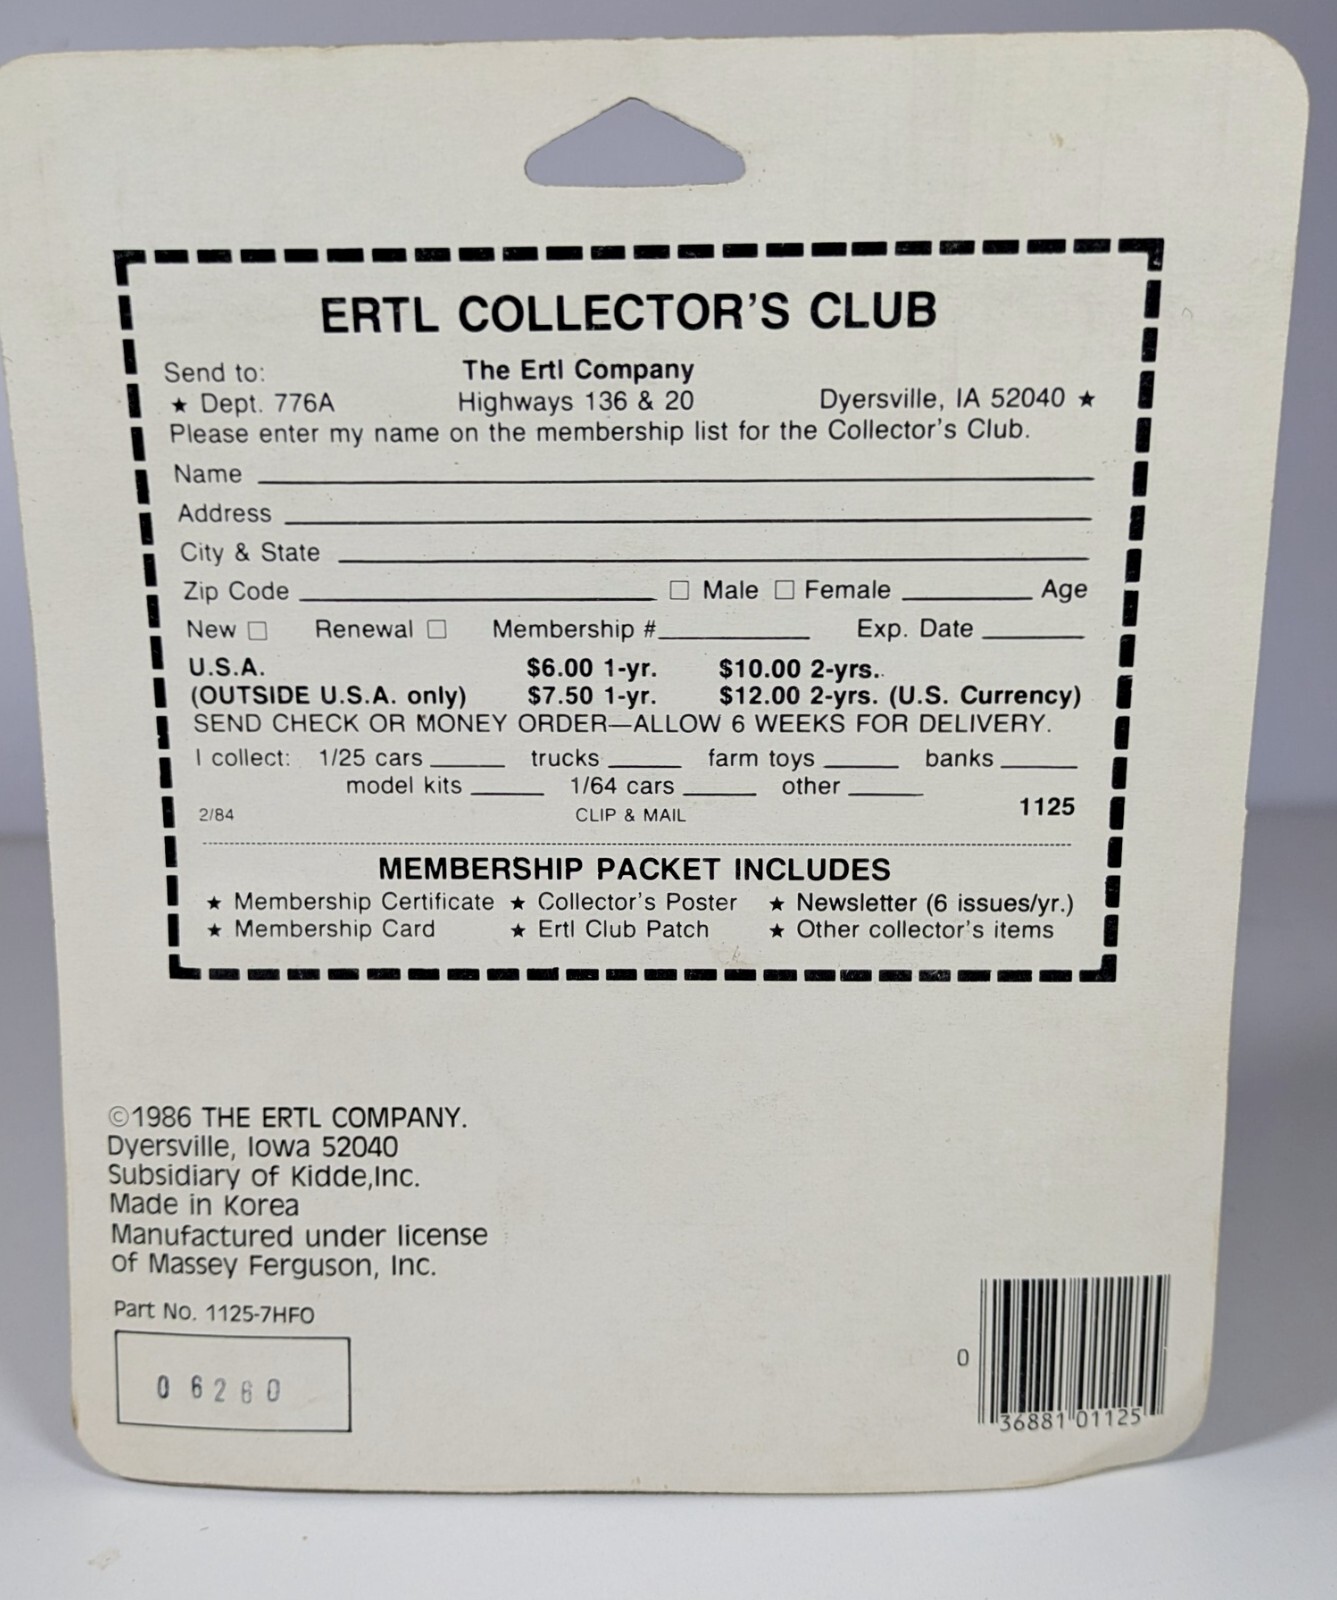 ERTL COLLECTOR'S CLUB
Send to: The Ertl Company
★ Dept. 776A Highways 136 & 20 Dyersville, IA 52040 ★
Please enter my name on the membership list for the Collector's Club.
Name
Address
City & State
Zip Code □ Male □ Female Age
New □ Renewal □ Membership # Exp. Date
U.S.A. $6.00 1-yr. $10.00 2-yrs.
(OUTSIDE U.S.A. only) $7.50 1-yr. $12.00 2-yrs. (U.S. Currency)
SEND CHECK OR MONEY ORDER—ALLOW 6 WEEKS FOR DELIVERY.
I collect: 1/25 cars trucks farm toys banks
model kits 1/64 cars other
2/84 CLIP & MAIL 1125
MEMBERSHIP PACKET INCLUDES
★ Membership Certificate ★ Collector's Poster ★ Newsletter (6 issues/yr.)
★ Membership Card ★ Ertl Club Patch ★ Other collector's items
©1986 THE ERTL COMPANY.
Dyersville, Iowa 52040
Subsidiary of Kidde,Inc.
Made in Korea
Manufactured under license
of Massey Ferguson, Inc.
Part No. 1125-7HFO
06260
0 36881 01125